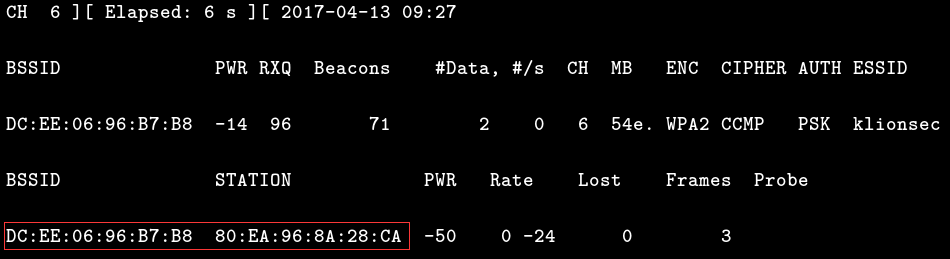 CH  6 ][ Elapsed: 6 s ][ 2017-04-13 09:27
BSSID              PWR RXQ  Beacons    #Data, #/s  CH  MB   ENC  CIPHER AUTH ESSID
DC:EE:06:96:B7:B8  -14  96       71        2    0   6  54e. WPA2 CCMP   PSK  klionsec
BSSID              STATION            PWR   Rate    Lost    Frames  Probe
DC:EE:06:96:B7:B8  80:EA:96:8A:28:CA  -50    0 -24      0        3